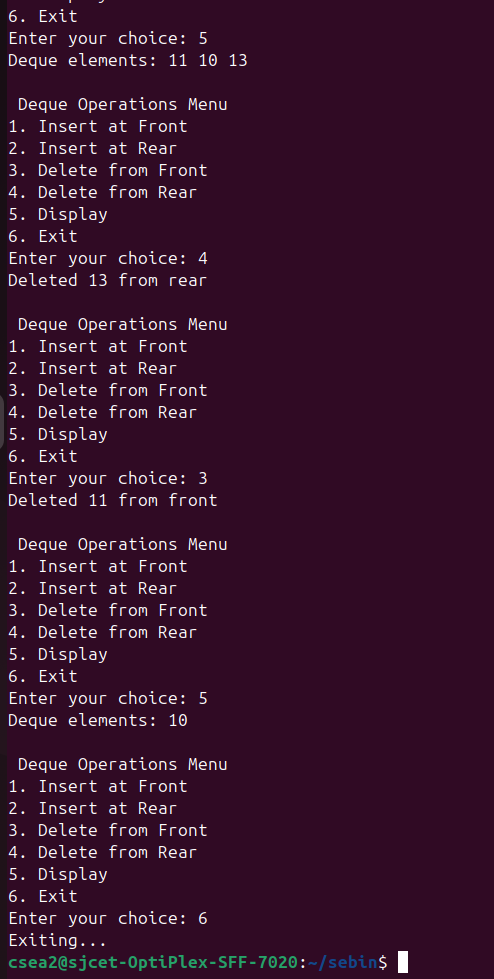 6. Exit
Enter your choice: 5
Deque elements: 11 10 13
Deque Operations Menu
1. Insert at Front
2. Insert at Rear
3. Delete from Front
4. Delete from Rear
5. Display
6. Exit
Enter your choice: 4
Deleted 13 from rear
Deque Operations Menu
1. Insert at Front
2. Insert at Rear
3. Delete from Front
4. Delete from Rear
5. Display
6. Exit
Enter your choice: 3
Deleted 11 from front
Deque Operations Menu
1. Insert at Front
2. Insert at Rear
3. Delete from Front
4. Delete from Rear
5. Display
6. Exit
Enter your choice: 5
Deque elements: 10
Deque Operations Menu
1. Insert at Front
2. Insert at Rear
3. Delete from Front
4. Delete from Rear
5. Display
6. Exit
Enter your choice: 6
Exiting...
csea2@sjcet-OptiPlex-SFF-7020:~/sebin$